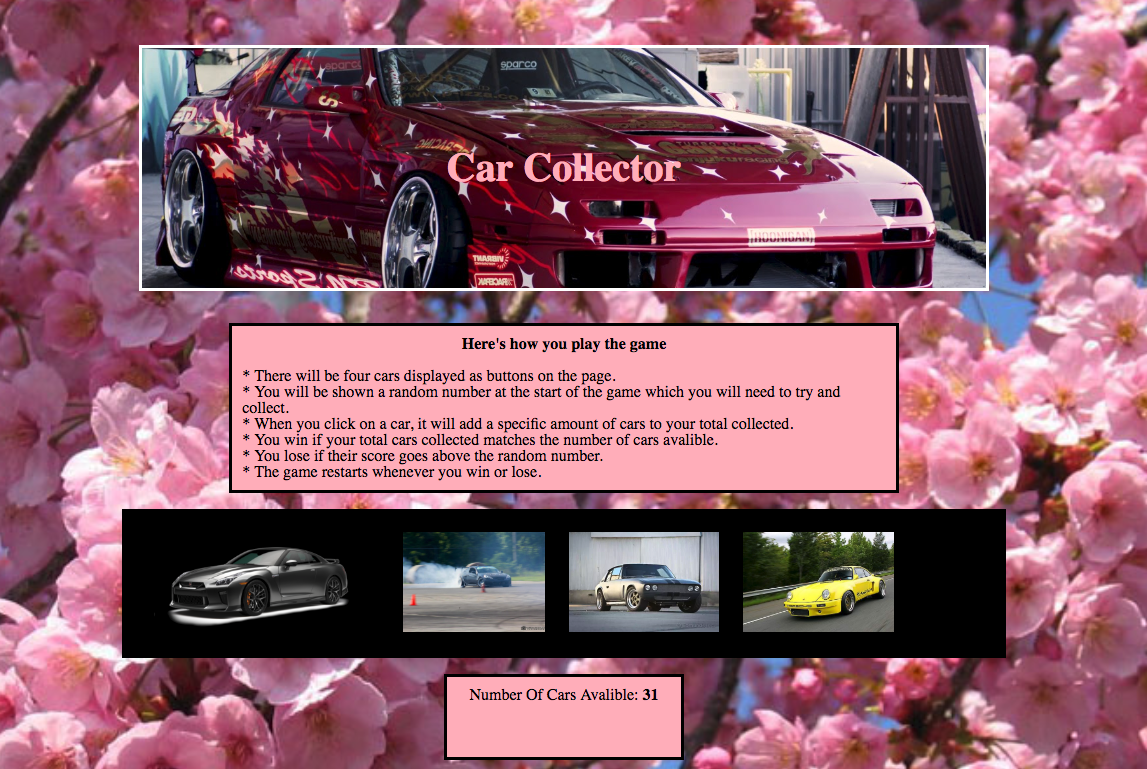 sparco
sparco
Car Collector
HOONIGAN
Here's how you play the game
* There will be four cars displayed as buttons on the page.
* You will be shown a random number at the start of the game which you will need to try and
collect.
* When you click on a car, it will add a specific amount of cars to your total collected.
* You win if your total cars collected matches the number of cars avalible.
* You lose if their score goes above the random number.
* The game restarts whenever you win or lose.
Number Of Cars Avalible: 31